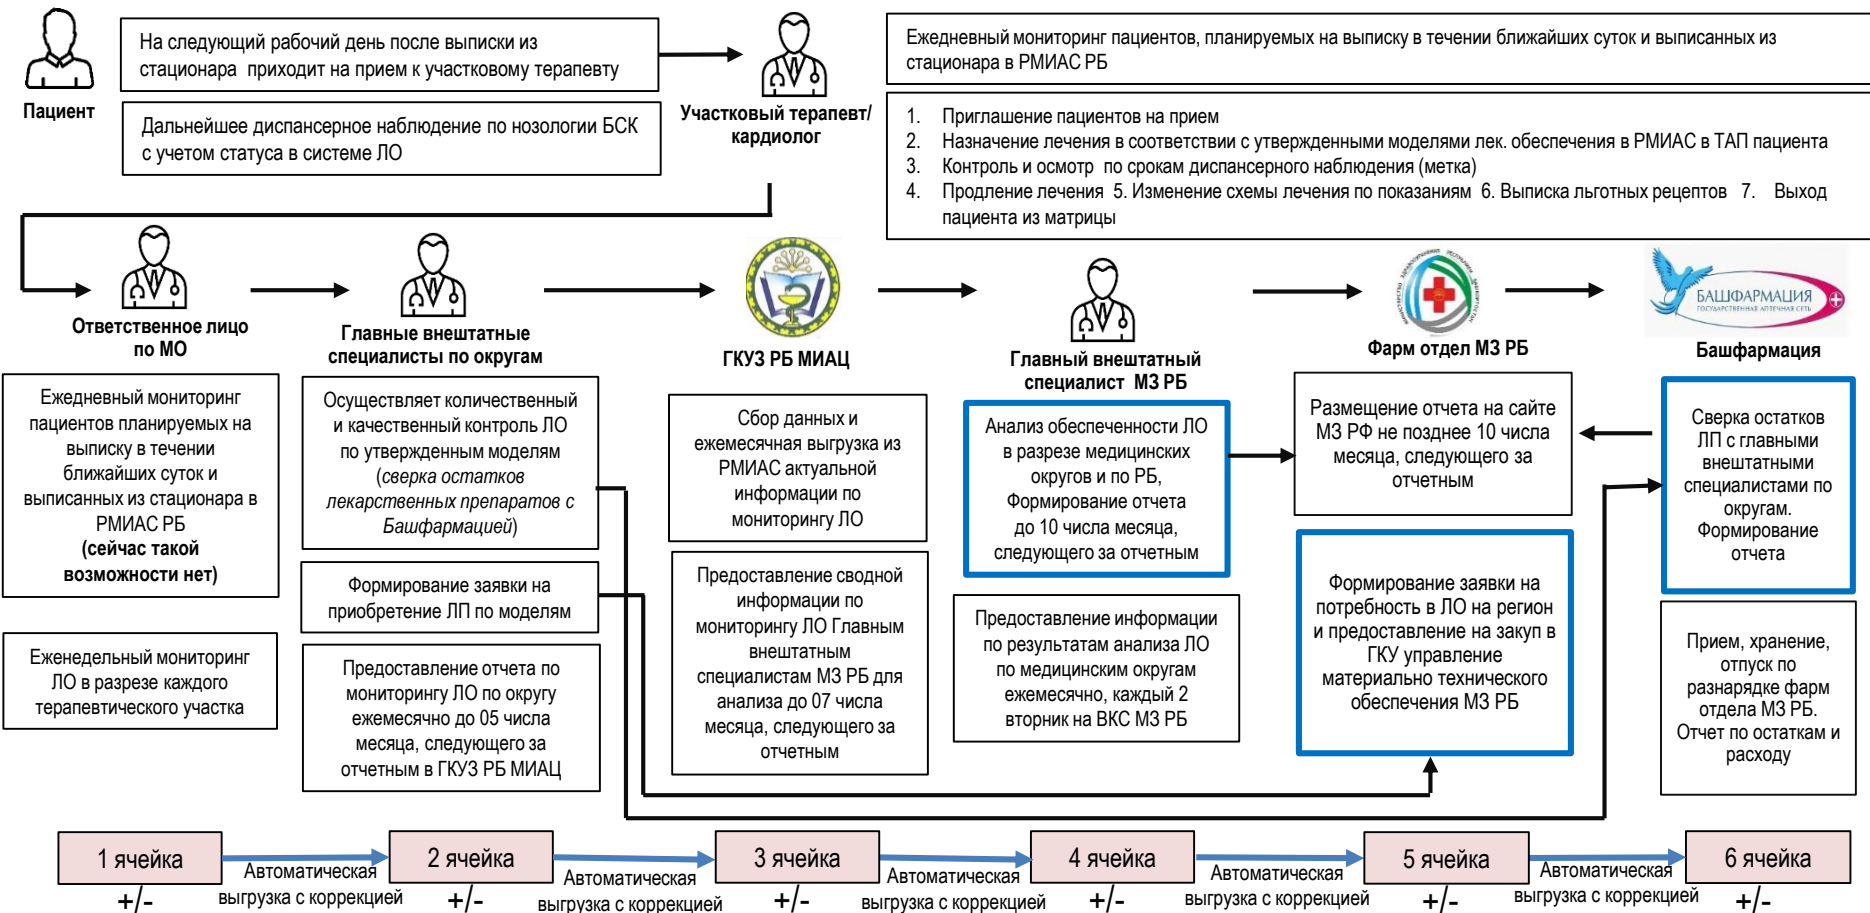 Пациент
На следующий рабочий день после выписки из
стационара приходит на прием к участковому терапевту
Дальнейшее диспансерное наблюдение по нозологии БСК
с учетом статуса в системе ЛО
Участковый терапевт/
кардиолог
Ежедневный мониторинг пациентов, планируемых на выписку в течении ближайших суток и выписанных из
стационара в РМИАС РБ
1. Приглашение пациентов на прием
2. Назначение лечения в соответствии с утвержденными моделями лек. обеспечения в РМИАС в ТАП пациента
3. Контроль и осмотр по срокам диспансерного наблюдения (метка)
4. Продление лечения 5. Изменение схемы лечения по показаниям 6. Выписка льготных рецептов 7. Выход
пациента из матрицы
Ответственное лицо
по МО
Ежедневный мониторинг
пациентов планируемых на
выписку в течении
ближайших суток и
выписанных из стационара в
РМИАС РБ
(сейчас такой
возможности нет)
Еженедельный мониторинг
ЛО в разрезе каждого
терапевтического участка
Главные внештатные
специалисты по округам
Осуществляет количественный
и качественный контроль ЛО
по утвержденным моделям
(сверка остатков
лекарственных препаратов с
Башфармацией)
Формирование заявки на
приобретение ЛП по моделям
Предоставление отчета по
мониторингу ЛО по округу
ежемесячно до 05 числа
месяца, следующего за
отчетным в ГКУЗ РБ МИАЦ
ГКУЗ РБ МИАЦ
Сбор данных и
ежемесячная выгрузка из
РМИАС актуальной
информации по
мониторингу ЛО
Предоставление сводной
информации по
мониторингу ЛО Главным
внештатным
специалистам МЗ РБ для
анализа до 07 числа
месяца, следующего за
отчетным
Главный внештатный
специалист МЗ РБ
Анализ обеспеченности ЛО
в разрезе медицинских
округов и по РБ,
Формирование отчета
до 10 числа месяца,
следующего за отчетным
Предоставление информации
по результатам анализа ЛО
по медицинским округам
ежемесячно, каждый 2
вторник на ВКС МЗ РБ
Фарм отдел МЗ РБ
Размещение отчета на сайте
МЗ РФ не позднее 10 числа
месяца, следующего за
отчетным
Формирование заявки на
потребность в ЛО на регион
и предоставление на закуп в
ГКУ управление
материально технического
обеспечения МЗ РБ
БАШФАРМАЦИЯ
ГОСУДАРСТВЕННАЯ АПТЕЧНАЯ СЕТЬ
Башфармация
Сверка остатков
ЛП с главными
внештатными
специалистами по
округам.
Формирование
отчета
Прием, хранение,
отпуск по
разнарядке фарм
отдела МЗ РБ.
Отчет по остаткам и
расходу
1 ячейка
+/-
Автоматическая
выгрузка с коррекцией
2 ячейка
+/-
Автоматическая
выгрузка с коррекцией
3 ячейка
+/-
Автоматическая
выгрузка с коррекцией
4 ячейка
+/-
Автоматическая
выгрузка с коррекцией
5 ячейка
+/-
Автоматическая
выгрузка с коррекцией
6 ячейка
+/-